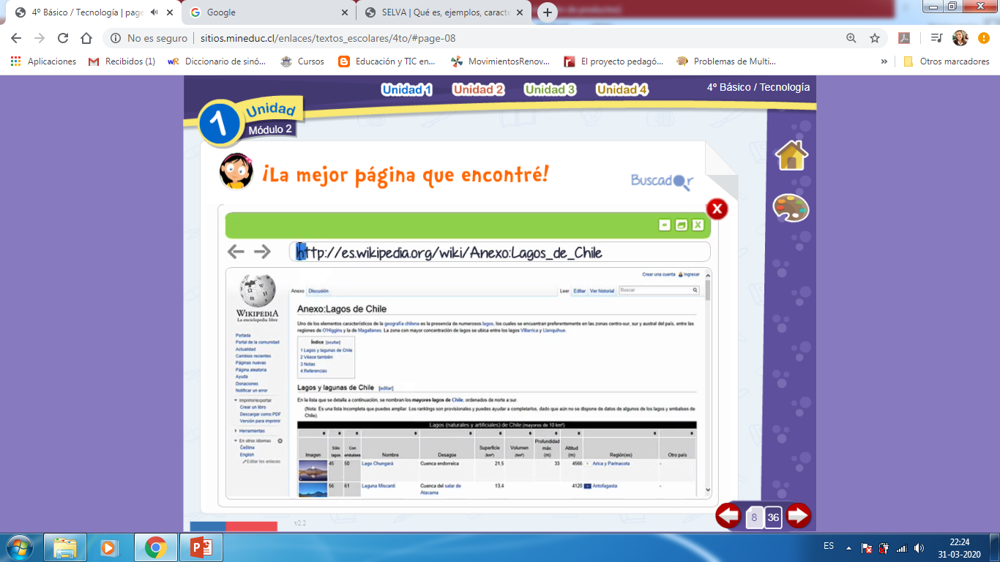 4º Básico / Tecnología | page
Google
SELVA | Qué es, ejemplos, caracte
No es seguro | sitios.mineduc.cl/enlaces/textos_escolares/4to/#page-08
Aplicaciones
Recibidos (1)
Diccionario de sinó...
Cursos
Educación y TIC en...
MovimientosRenov...
El proyecto pedagó...
Problemas de Multi...
»
Otros marcadores
Unidad 1
Unidad 2
Unidad 3
Unidad 4
4º Básico / Tecnología
1 Unidad
Módulo 2
¡La mejor página que encontré!
Buscador
X
http://es.wikipedia.org/wiki/Anexo:Lagos_de_Chile
Crear una cuenta Ingresar
Anexo Discusión
Leer Editar Ver historial Buscar
WIKIPEDIA
La enciclopedia libre
Portada
Portal de la comunidad
Actualidad
Cambios recientes
Páginas nuevas
Página aleatoria
Ayuda
Donaciones
Notificar un error
Imprimir/exportar
Crear un libro
Descargar como PDF
Versión para imprimir
Herramientas
En otros idiomas
Čeština
English
Editar los enlaces
Anexo:Lagos de Chile
Uno de los elementos característicos de la geografía chilena es la presencia de numerosos lagos, los cuales se encuentran preferentemente en las zonas centro-sur, sur y austral del país, entre las
regiones de O'Higgins y la de Magallanes. La zona con mayor concentración de lagos se ubica entre los lagos Villarrica y Llanquihue.
Índice [ocultar]
1 Lagos y lagunas de Chile
2 Véase también
3 Notas
4 Referencias
Lagos y lagunas de Chile [editar]
En la lista que se detalla a continuación, se nombran los mayores lagos de Chile, ordenados de norte a sur.
(Nota: Es una lista incompleta que puedes ampliar. Los rankings son provisionales y puedes ayudar a completarlos, dado que aún no se dispone de datos de algunos de los lagos y embalses de
Chile).
Lagos (naturales y artificiales) de Chile (mayores de 10 km²)
Imagen Sólo lagos Con embalses Nombre Desagüe Superficie (km²) Volumen (hm³) Profundidad máx. (m) Altitud (m) Región(es) Otro país
45 50 Lago Chungará Cuenca endorreica 21,5 33 4566 Arica y Parinacota -
56 61 Laguna Miscanti Cuenca del salar de Atacama 13,4 4120 Antofagasta -
v2.2
8 36
ES
22:24
31-03-2020